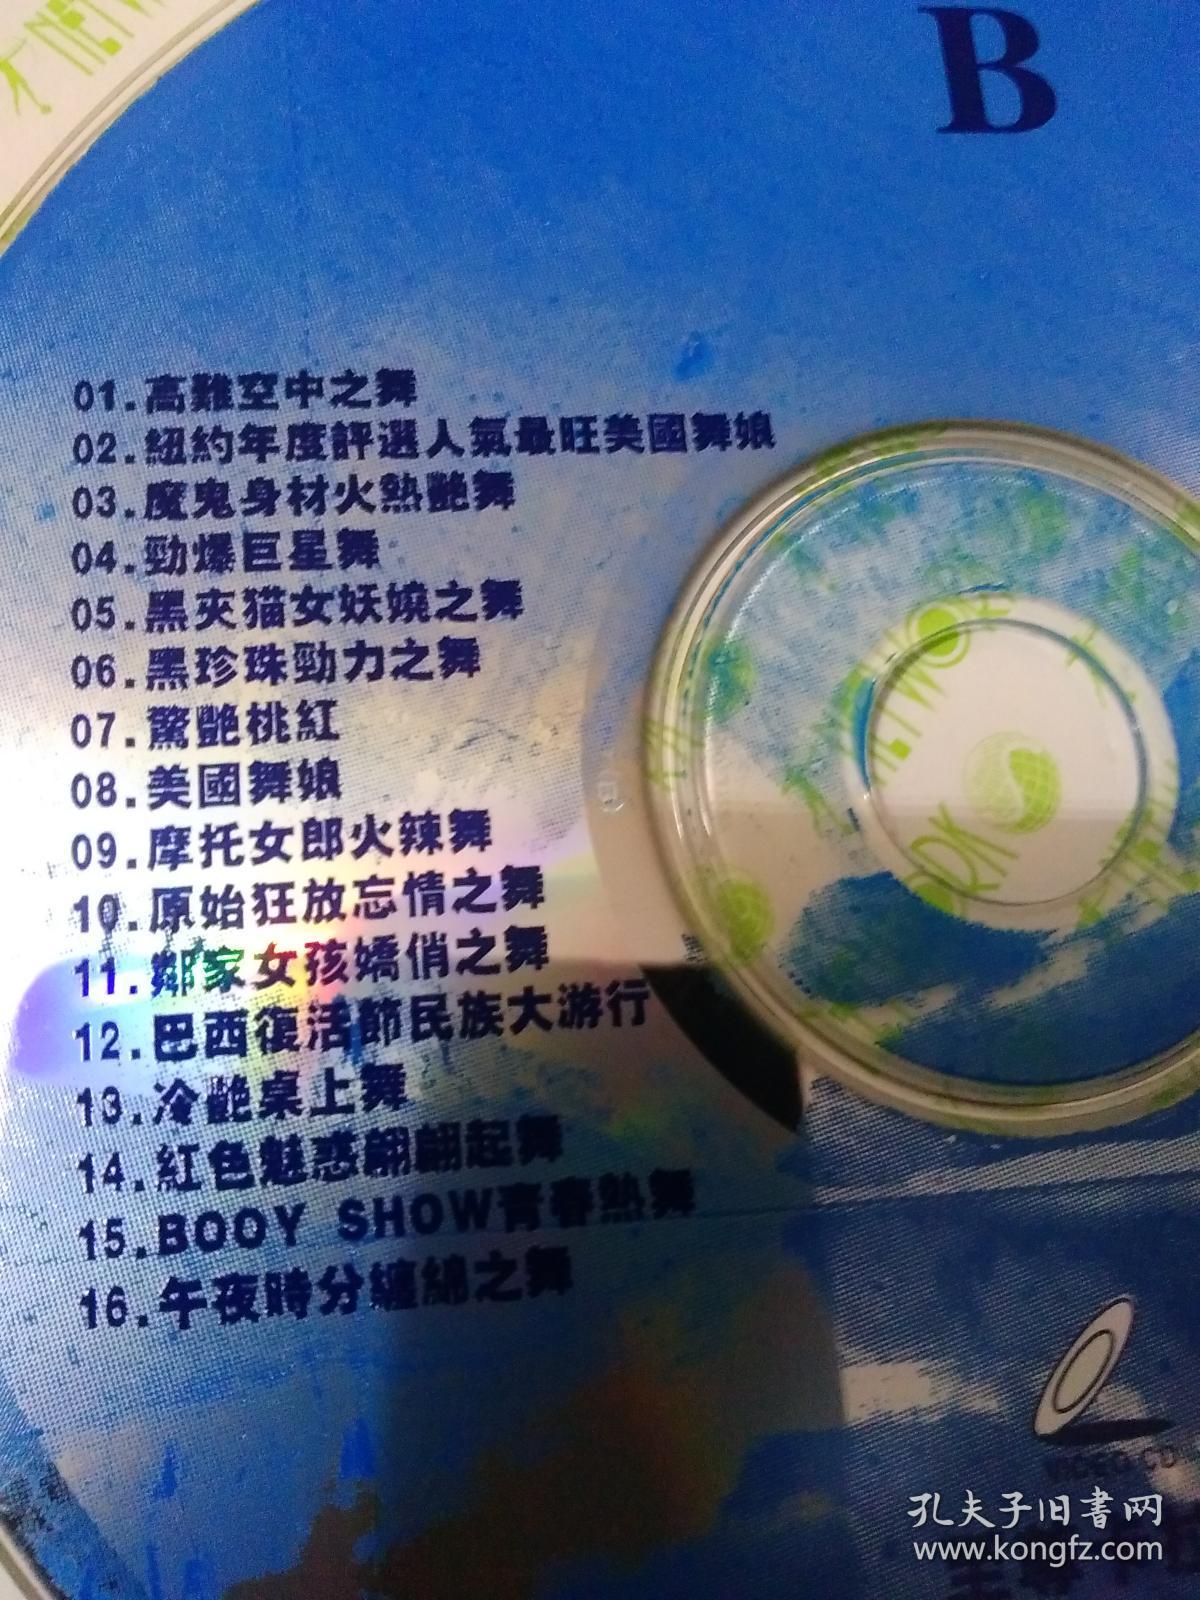 B
01.高難空中之舞
02.紐約年度評選人氣最旺美國舞娘
03.魔鬼身材火熱艷舞
04.勁爆巨星舞
05.黑夾猫女妖嬈之舞
06.黑珍珠勁力之舞
07.驚艷桃紅
08.美國舞娘
09.摩托女郎火辣舞
10.原始狂放忘情之舞
11.鄰家女孩嬌俏之舞
12.巴西復活節民族大游行
13.冷艷桌上舞
14.紅色魅惑翩翩起舞
15.BOOY SHOW青春熱舞
16.午夜時分纏綿之舞
VIDEO CD
孔夫子旧書网
www.kongfz.com